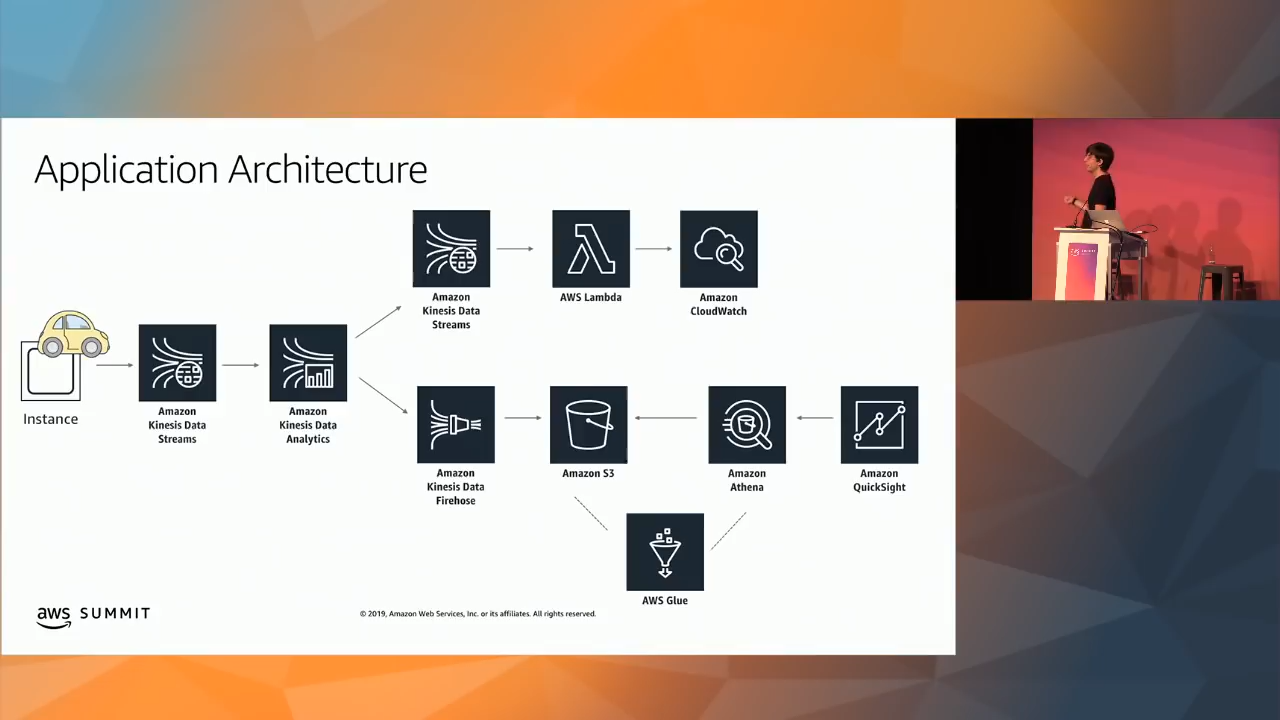 Application Architecture
Amazon
Kinesis Data
Streams
AWS Lambda
Amazon
CloudWatch
Instance
Amazon
Kinesis Data
Streams
Amazon
Kinesis Data
Analytics
Amazon
Kinesis Data
Firehose
Amazon S3
Amazon
Athena
Amazon
QuickSight
AWS Glue
aws SUMMIT
© 2019, Amazon Web Services, Inc. or its affiliates. All rights reserved.